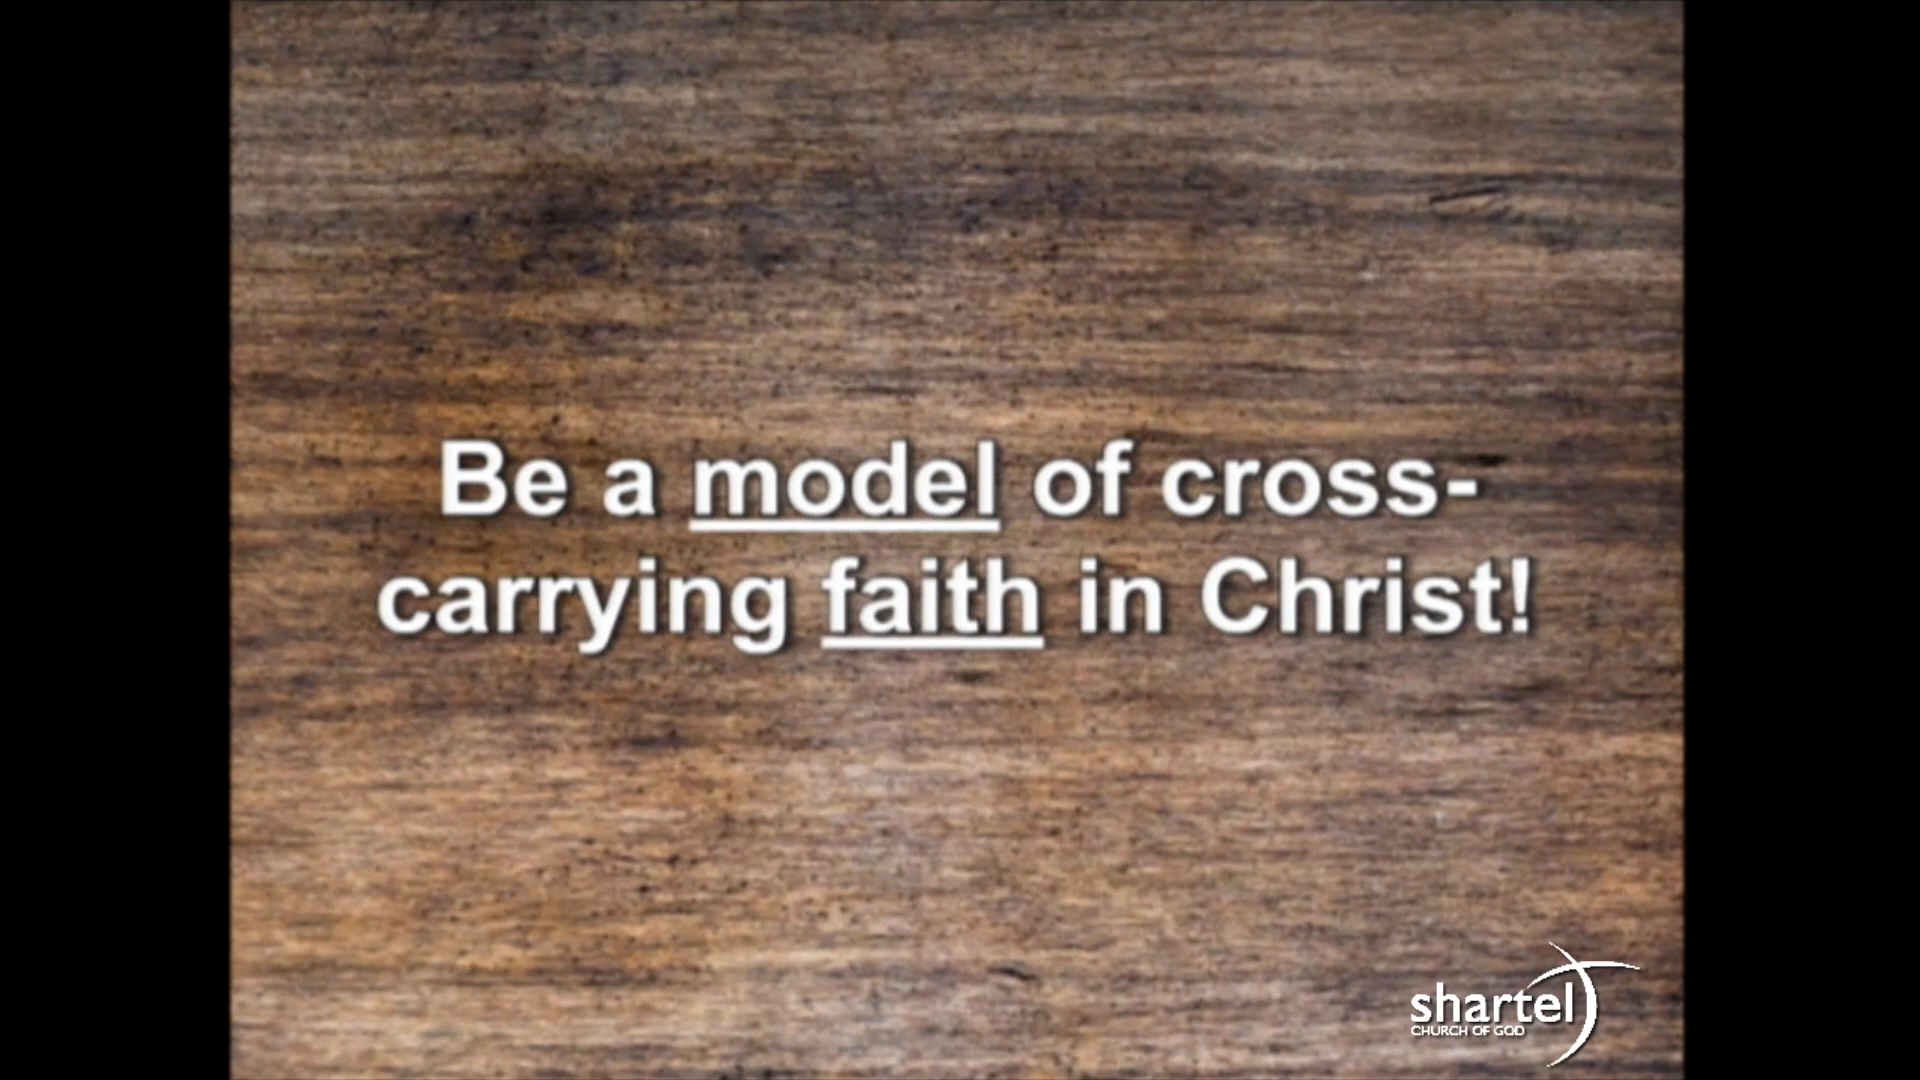 Be a model of cross-
carrying faith in Christ!
shartel
CHURCH OF GOD